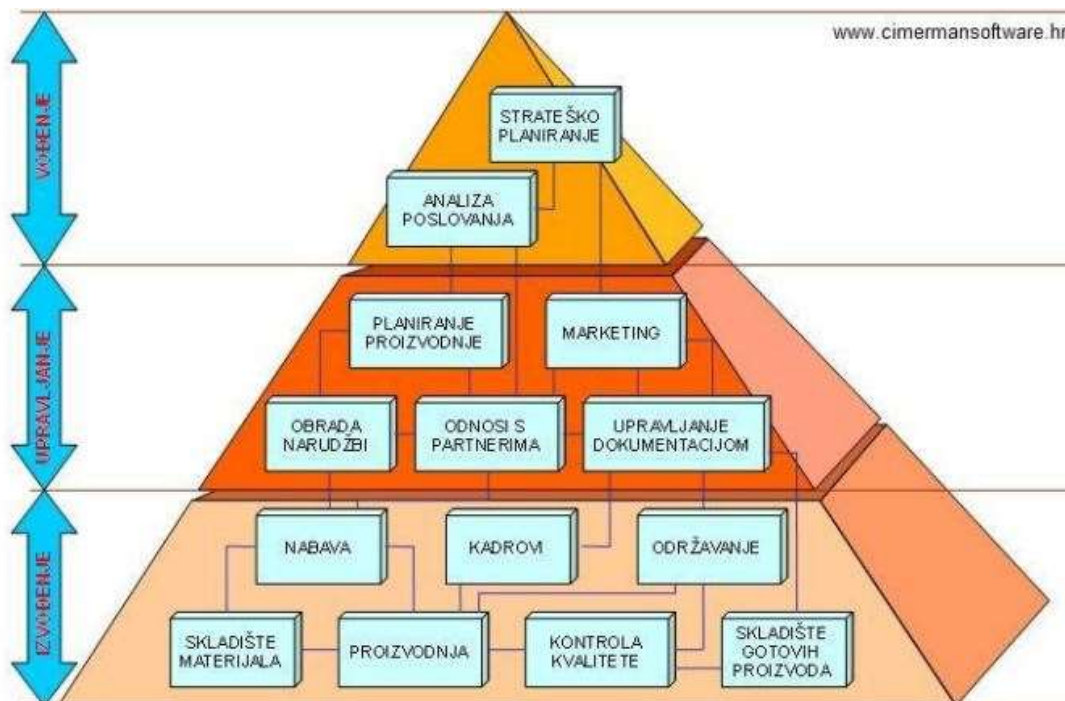 www.cimermansoftware.hr
VOĐENJE
STRATEŠKO
PLANIRANJE
ANALIZA
POSLOVANJA
UPRAVLJANJE
PLANIRANJE
PROIZVODNJE
MARKETING
OBRADA
NARUDŽBI
ODNOSI S
PARTNERIMA
UPRAVLJANJE
DOKUMENTACIJOM
IZVOĐENJE
NABAVA
KADROVI
ODRŽAVANJE
SKLADIŠTE
MATERIJALA
PROIZVODNJA
KONTROLA
KVALITETE
SKLADIŠTE
GOTOVIH
PROIZVODA